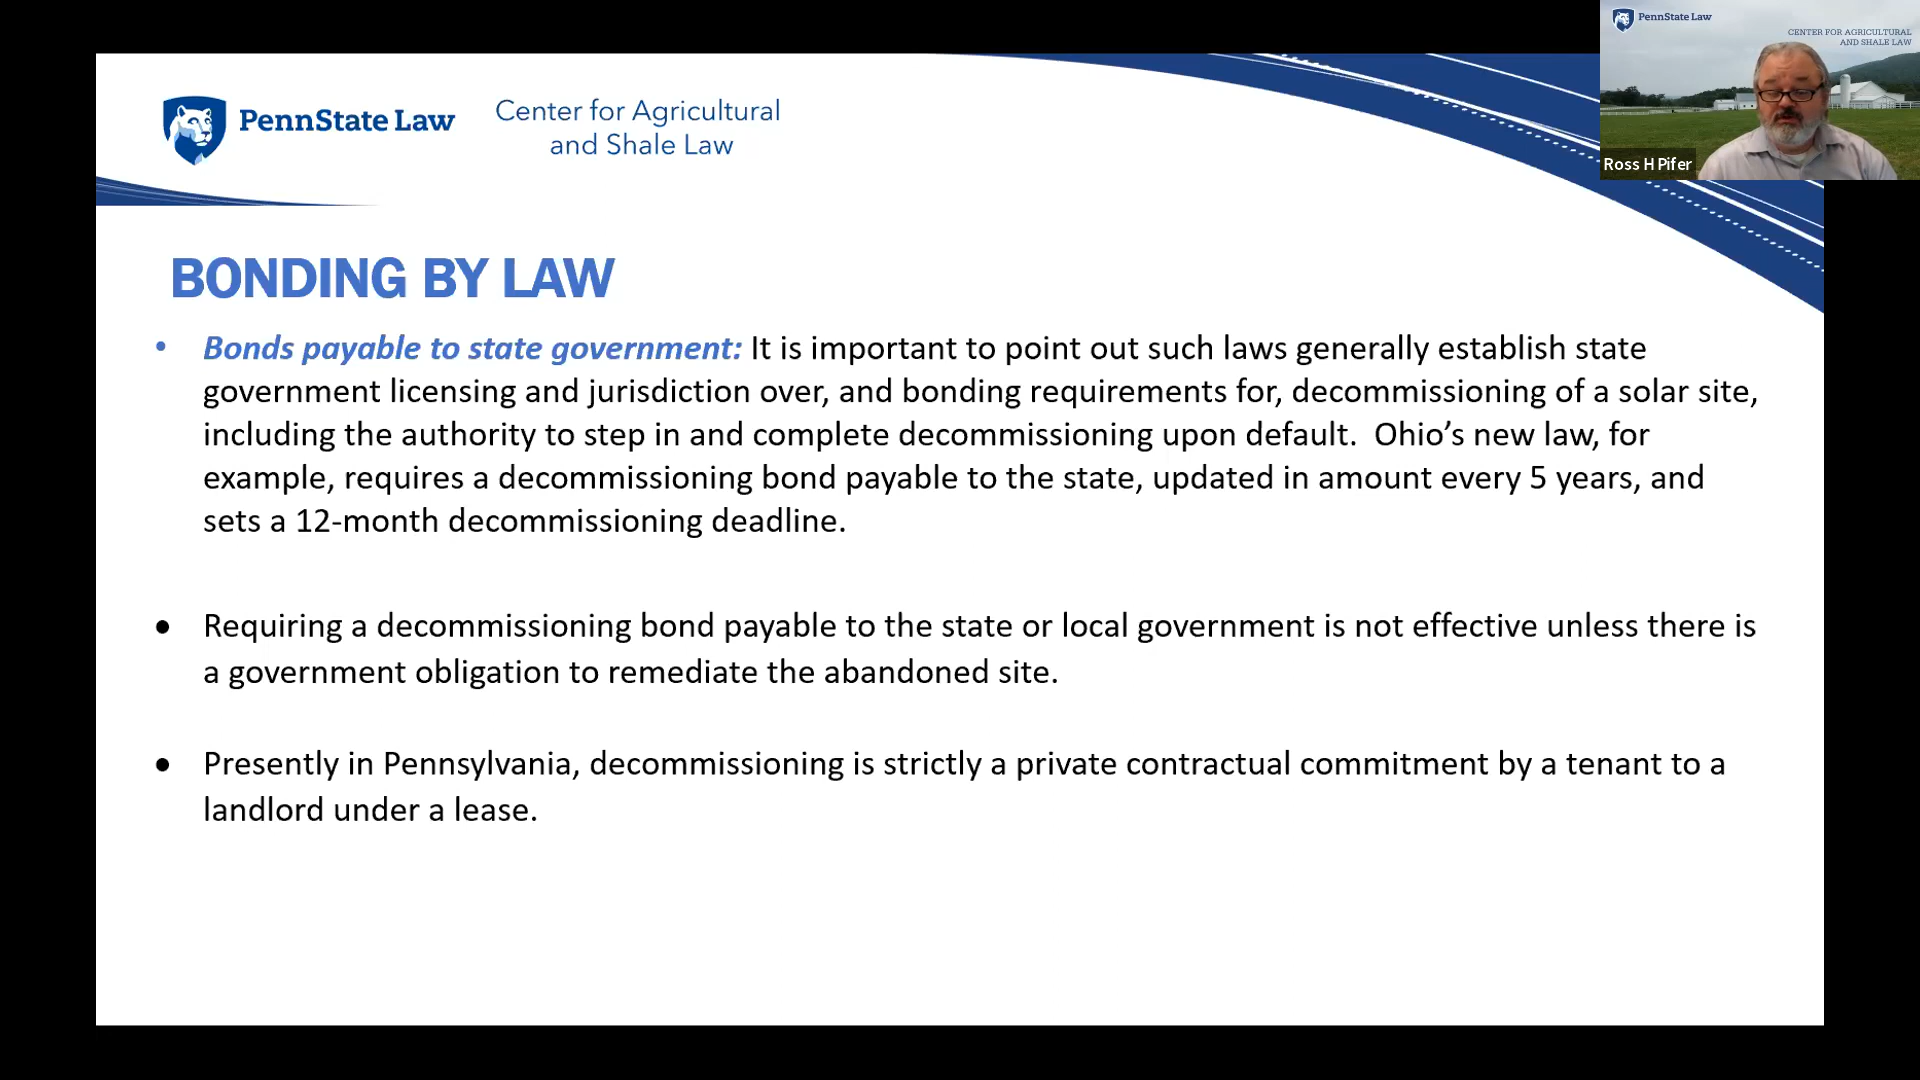 PennState Law
CENTER FOR AGRICULTURAL
AND SHALE LAW
Ross H Pifer
PennState Law
Center for Agricultural
and Shale Law
BONDING BY LAW
• Bonds payable to state government: It is important to point out such laws generally establish state
government licensing and jurisdiction over, and bonding requirements for, decommissioning of a solar site,
including the authority to step in and complete decommissioning upon default.  Ohio’s new law, for
example, requires a decommissioning bond payable to the state, updated in amount every 5 years, and
sets a 12-month decommissioning deadline.
● Requiring a decommissioning bond payable to the state or local government is not effective unless there is
a government obligation to remediate the abandoned site.
● Presently in Pennsylvania, decommissioning is strictly a private contractual commitment by a tenant to a
landlord under a lease.